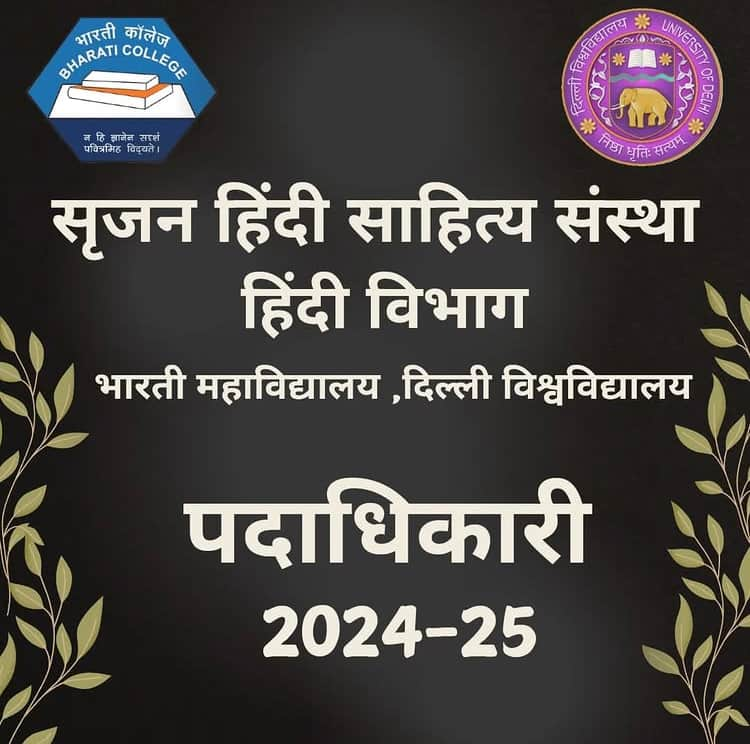 भारती कॉलेज
BHARATI COLLEGE
न हि ज्ञानेन सदृशं
पवित्रमिह विद्यते।
दिल्ली विश्वविद्यालय
UNIVERSITY OF DELHI
निष्ठा धृतिः सत्यम्
सृजन हिंदी साहित्य संस्था
हिंदी विभाग
भारती महाविद्यालय ,दिल्ली विश्वविद्यालय
पदाधिकारी
2024-25